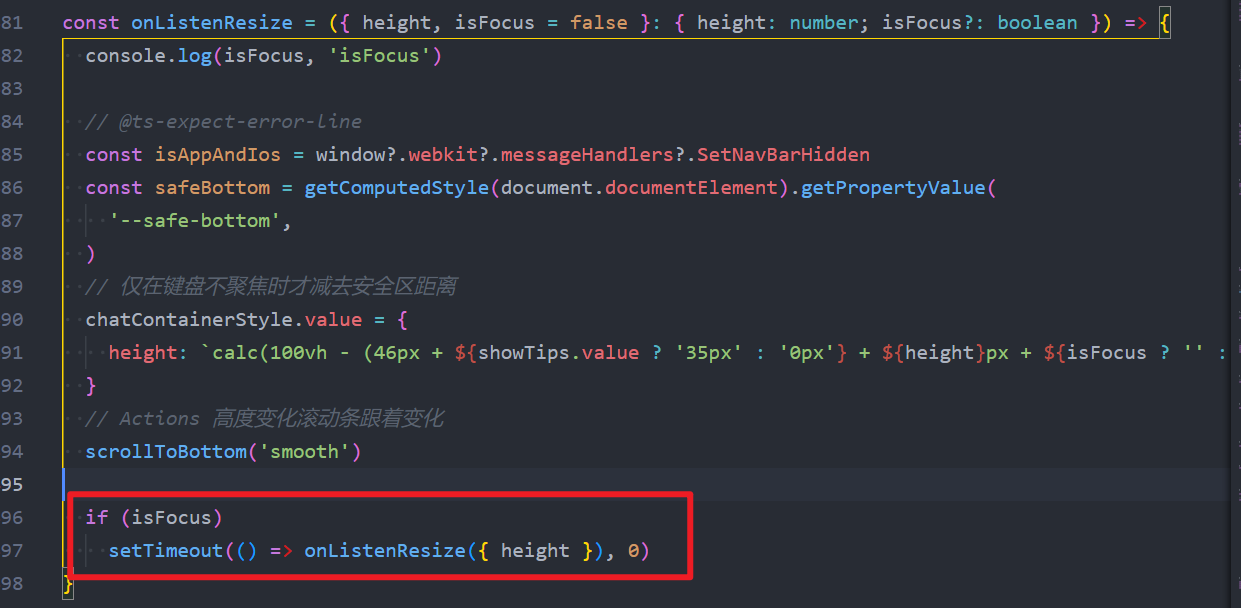 81 const onListenResize = ({ height, isFocus = false }: { height: number; isFocus?: boolean }) => {
82 console.log(isFocus, 'isFocus')
83
84 // @ts-expect-error-line
85 const isAppAndIos = window?.webkit?.messageHandlers?.SetNavBarHidden
86 const safeBottom = getComputedStyle(document.documentElement).getPropertyValue(
87 '--safe-bottom',
88 )
89 // 仅在键盘不聚焦时才减去安全区距离
90 chatContainerStyle.value = {
91 height: `calc(100vh - (46px + ${showTips.value ? '35px' : '0px'} + ${height}px + ${isFocus ? '' :
92 }
93 // Actions 高度变化滚动条跟着变化
94 scrollToBottom('smooth')
95
96 if (isFocus)
97 setTimeout(() => onListenResize({ height }), 0)
98 }